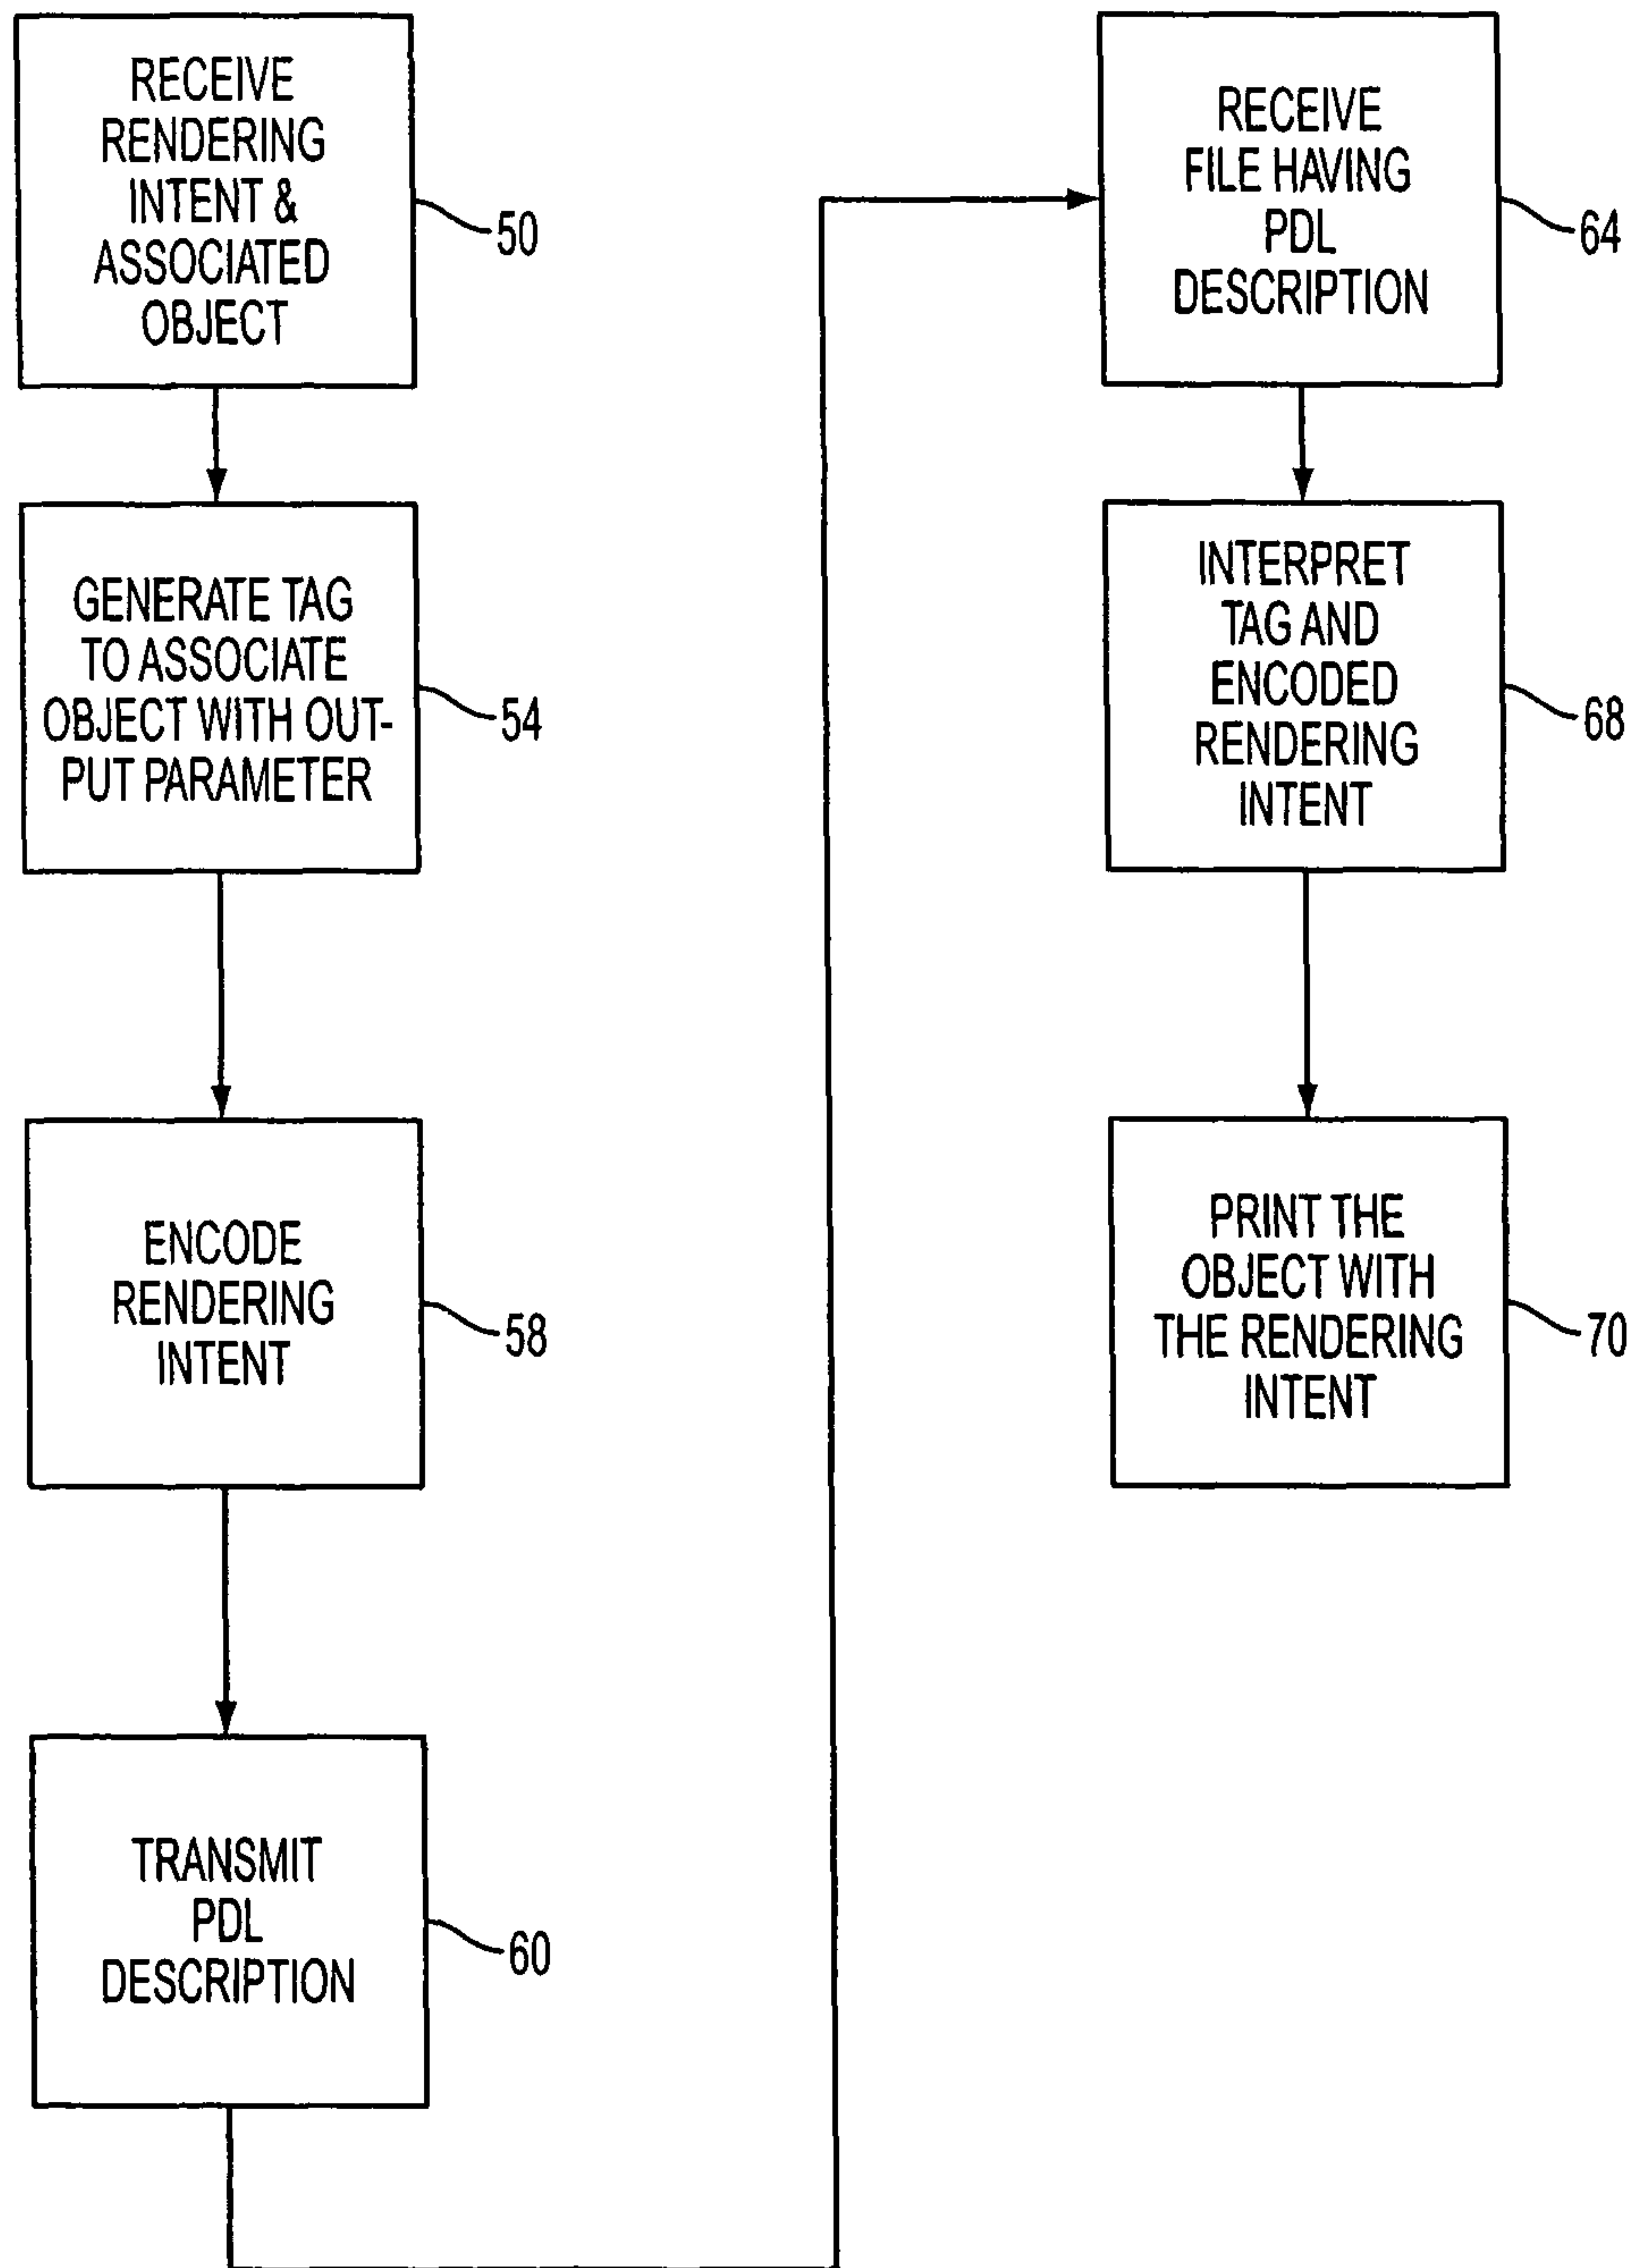 RECEIVE
RENDERING
INTENT &
ASSOCIATED
OBJECT
50
GENERATE TAG
TO ASSOCIATE
OBJECT WITH OUT-
PUT PARAMETER
54
ENCODE
RENDERING
INTENT
58
TRANSMIT
PDL
DESCRIPTION
60
RECEIVE
FILE HAVING
PDL
DESCRIPTION
64
INTERPRET
TAG AND
ENCODED
RENDERING
INTENT
68
PRINT THE
OBJECT WITH
THE RENDERING
INTENT
70